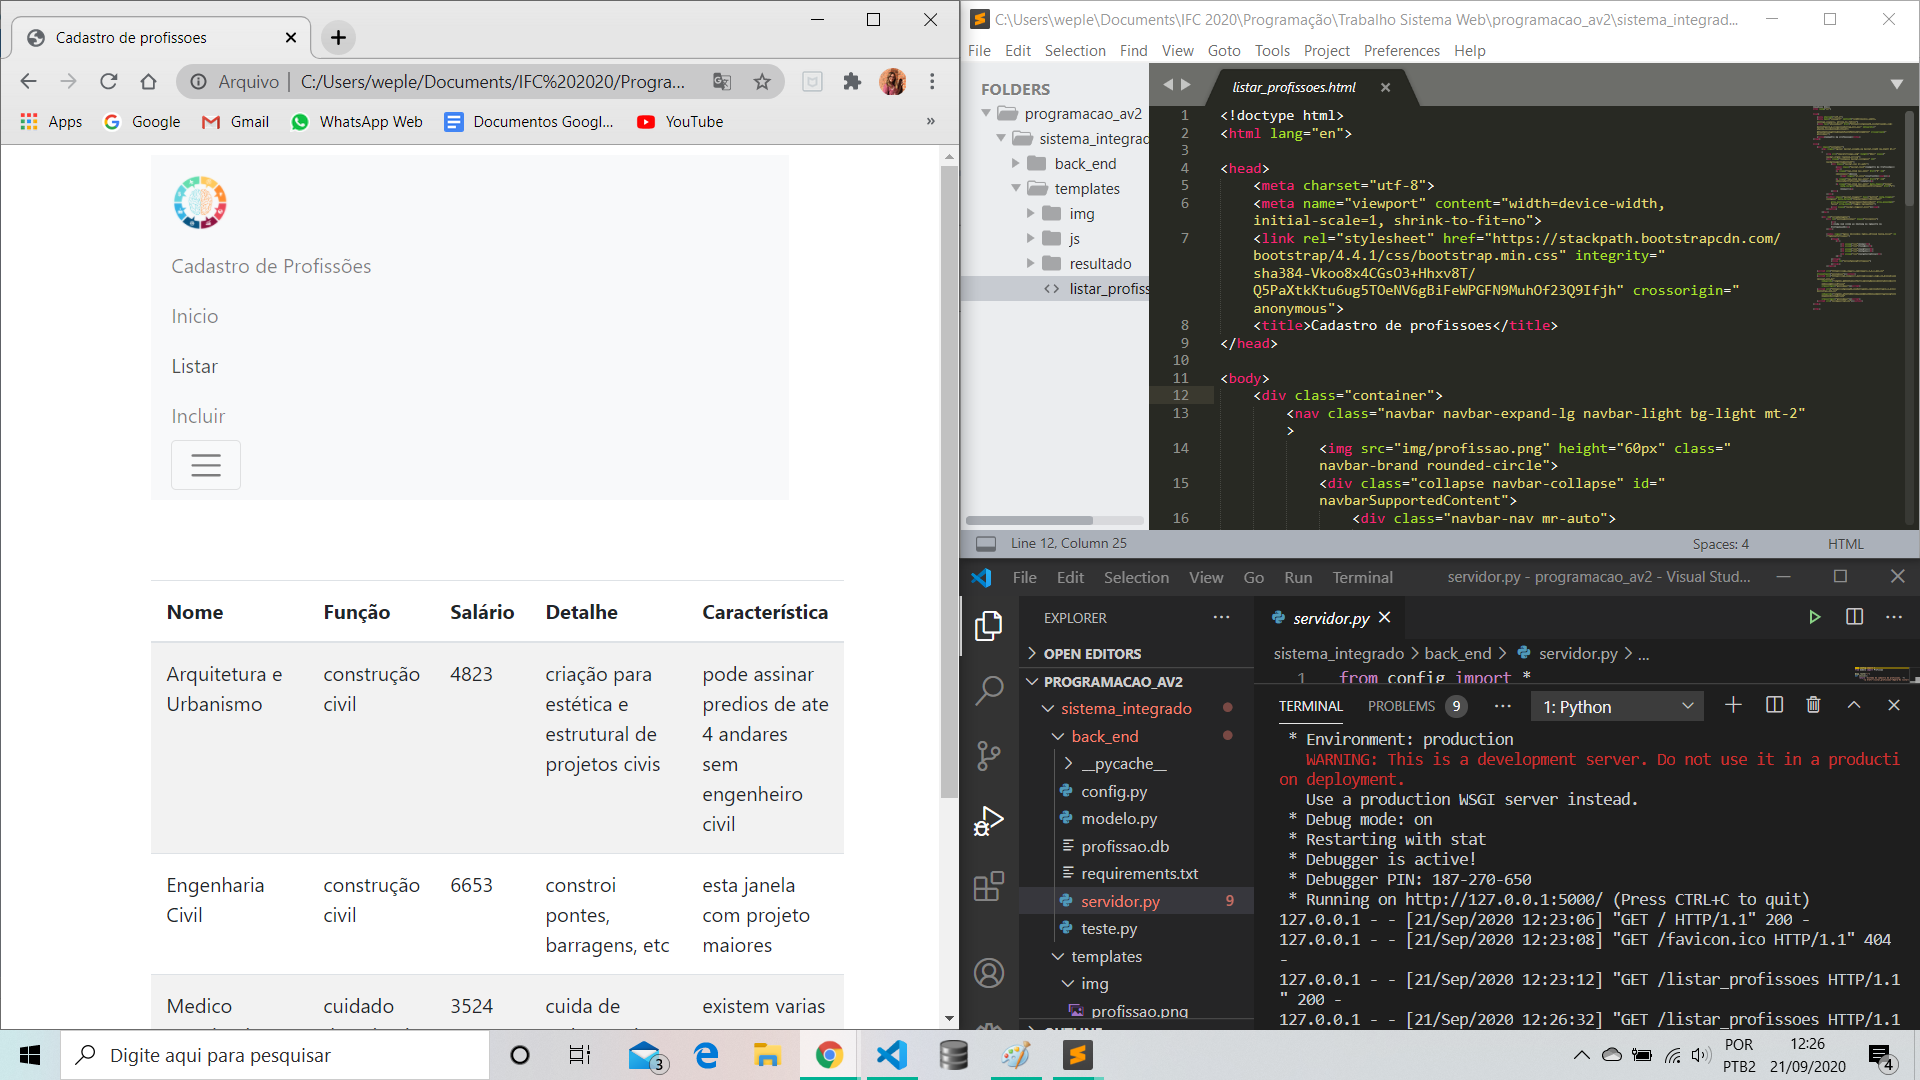 Cadastro de profissoes
Arquivo | C:/Users/weple/Documents/IFC%202020/Progra...
Apps Google Gmail WhatsApp Web Documentos Googl... YouTube »
Cadastro de Profissões
Inicio
Listar
Incluir
Nome Função Salário Detalhe Característica
Arquitetura e construção 4823 criação para pode assinar
Urbanismo civil estética e predios de ate
estrutural de 4 andares
projetos civis sem
engenheiro
civil
Engenharia construção 6653 constroi esta janela
Civil civil pontes, com projeto
barragens, etc maiores
Medico cuidado 3524 cuida de existem varias
C:\Users\weple\Documents\IFC 2020\Programação\Trabalho Sistema Web\programacao_av2\sistema_integrad...
File Edit Selection Find View Goto Tools Project Preferences Help
FOLDERS
programacao_av2
sistema_integrad
back_end
templates
img
js
resultado
<> listar_profiss
listar_profissoes.html
1 <!doctype html>
2 <html lang="en">
3
4 <head>
5 <meta charset="utf-8">
6 <meta name="viewport" content="width=device-width,
initial-scale=1, shrink-to-fit=no">
7 <link rel="stylesheet" href="https://stackpath.bootstrapcdn.com/
bootstrap/4.4.1/css/bootstrap.min.css" integrity="
sha384-Vkoo8x4CGsO3+Hhxv8T/
Q5PaXtkKtu6ug5TOeNV6gBiFeWPGFN9MuhOf23Q9Ifjh" crossorigin="
anonymous">
8 <title>Cadastro de profissoes</title>
9 </head>
10
11 <body>
12 <div class="container">
13 <nav class="navbar navbar-expand-lg navbar-light bg-light mt-2"
>
14 <img src="img/profissao.png" height="60px" class="
navbar-brand rounded-circle">
15 <div class="collapse navbar-collapse" id="
navbarSupportedContent">
16 <div class="navbar-nav mr-auto">
Line 12, Column 25 Spaces: 4 HTML
File Edit Selection View Go Run Terminal servidor.py - programacao_av2 - Visual Stud...
EXPLORER
OPEN EDITORS
PROGRAMACAO_AV2
sistema_integrado
back_end
__pycache__
config.py
modelo.py
profissao.db
requirements.txt
servidor.py 9
teste.py
templates
img
profissao.png
OUTLINE
servidor.py
sistema_integrado > back_end > servidor.py > ...
1 from config import *
TERMINAL PROBLEMS 9 ... 1: Python
* Environment: production
WARNING: This is a development server. Do not use it in a producti
on deployment.
Use a production WSGI server instead.
* Debug mode: on
* Restarting with stat
* Debugger is active!
* Debugger PIN: 187-270-650
* Running on http://127.0.0.1:5000/ (Press CTRL+C to quit)
127.0.0.1 - - [21/Sep/2020 12:23:06] "GET / HTTP/1.1" 200 -
127.0.0.1 - - [21/Sep/2020 12:23:08] "GET /favicon.ico HTTP/1.1" 404
-
127.0.0.1 - - [21/Sep/2020 12:23:12] "GET /listar_profissoes HTTP/1.1
" 200 -
127.0.0.1 - - [21/Sep/2020 12:26:32] "GET /listar_profissoes HTTP/1.1
Digite aqui para pesquisar
3
POR
PTB2
12:26
21/09/2020
4